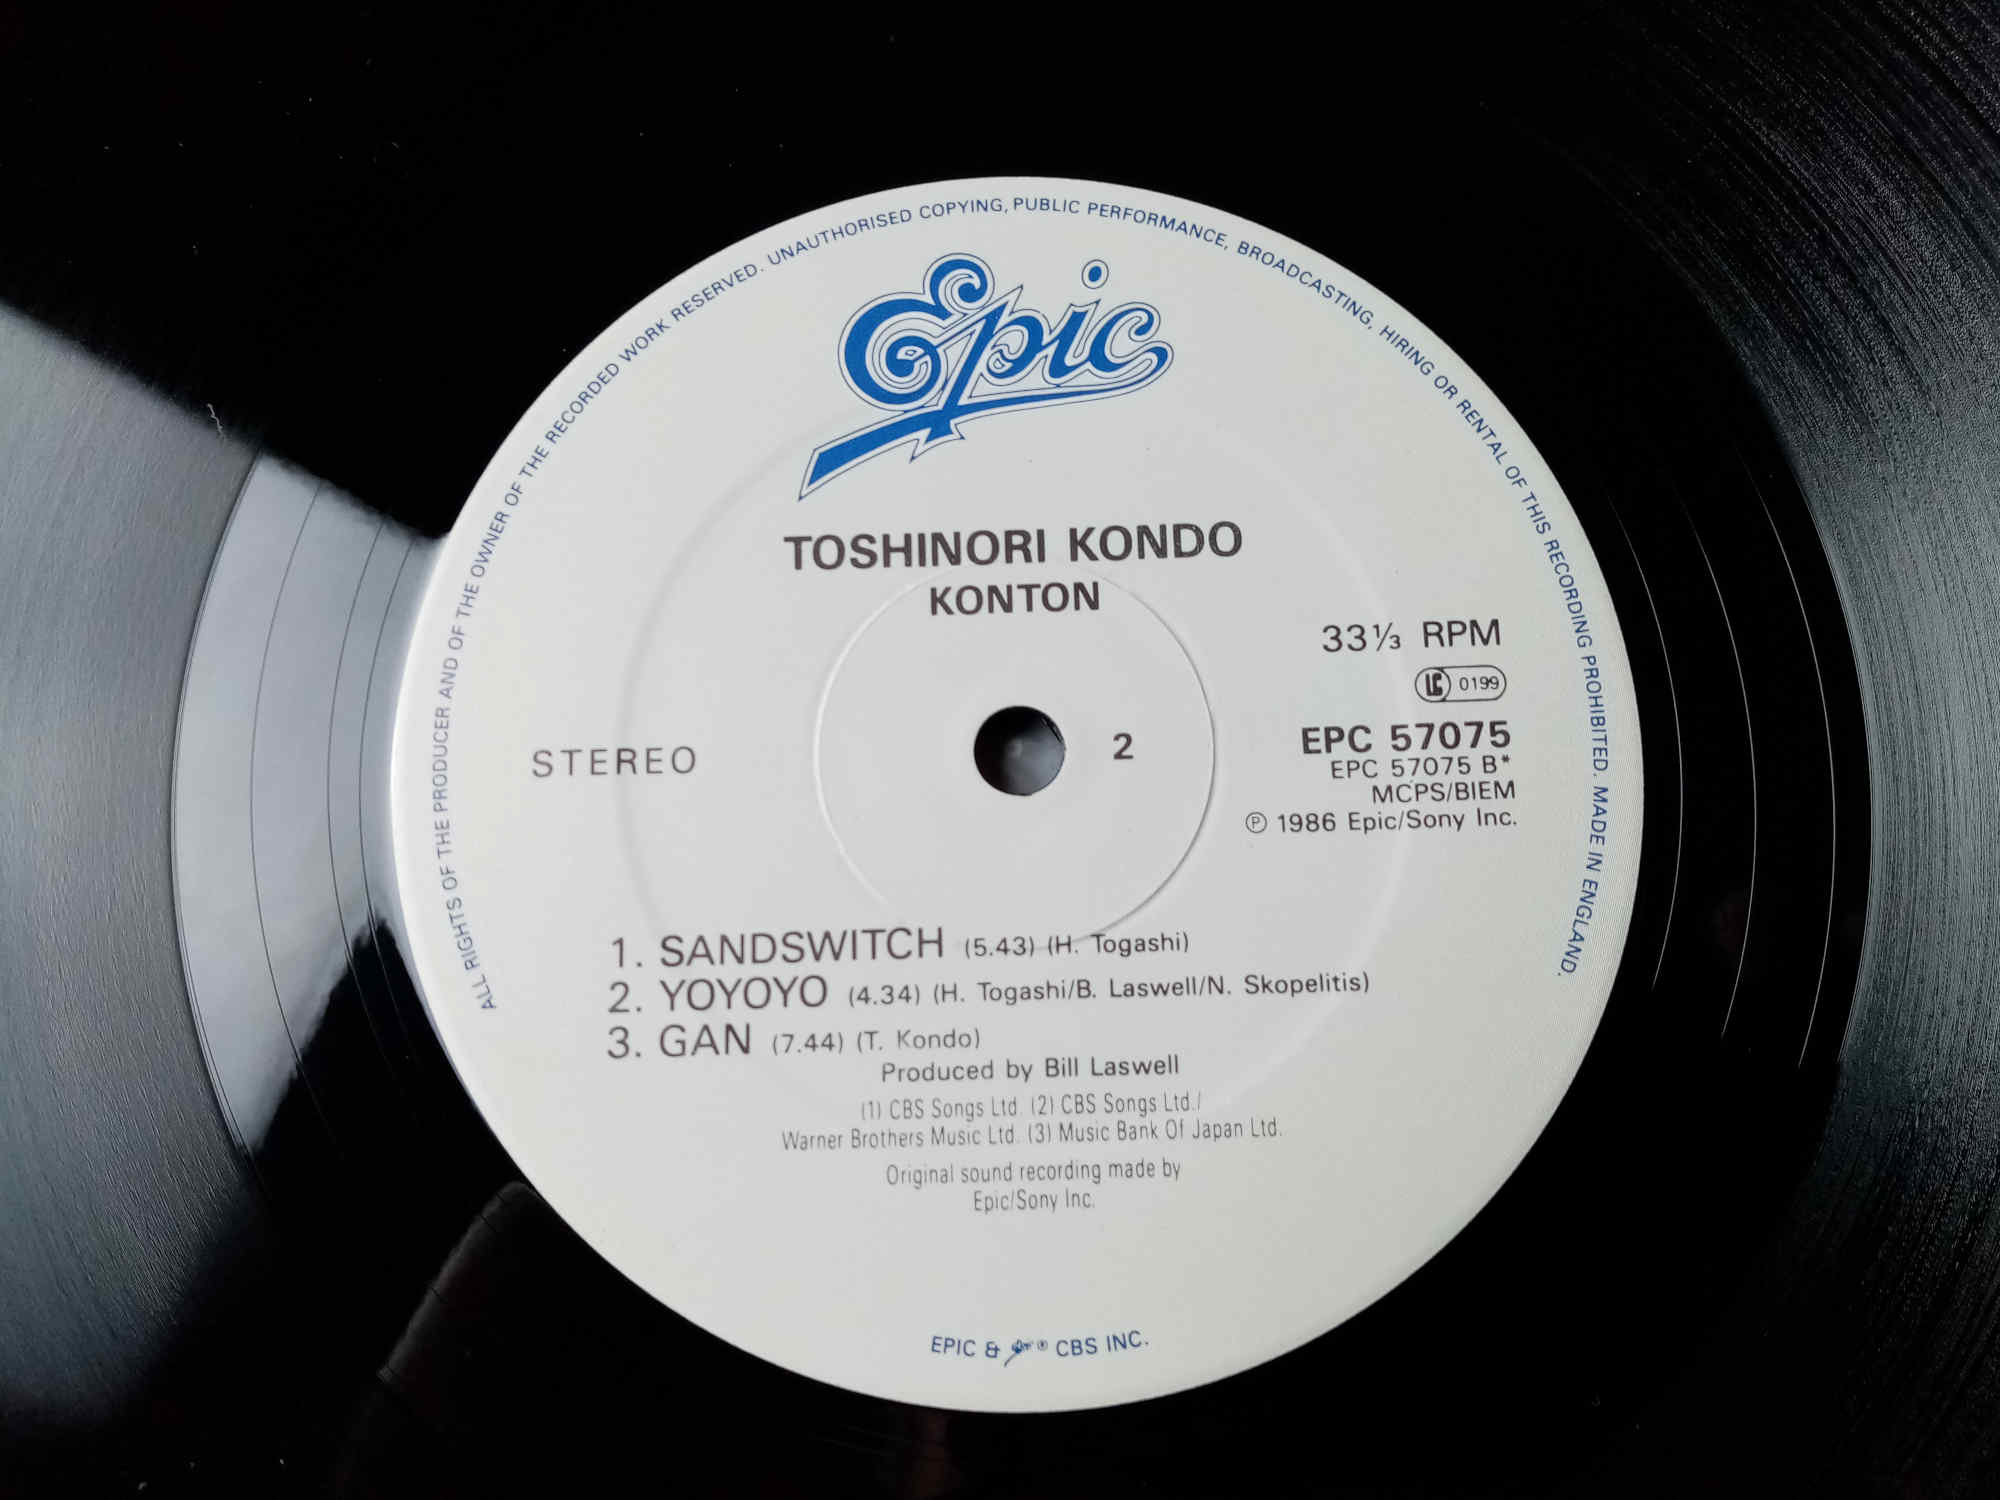 ALL RIGHTS OF THE PRODUCER AND OF THE OWNER OF THE RECORDED WORK RESERVED. UNAUTHORISED COPYING, PUBLIC PERFORMANCE, BROADCASTING, HIRING OR RENTAL OF THIS RECORDING PROHIBITED. MADE IN ENGLAND.
Epic
TOSHINORI KONDO
KONTON
33⅓ RPM
LC 0199
STEREO
2
EPC 57075
EPC 57075 B*
MCPS/BIEM
℗ 1986 Epic/Sony Inc.
1. SANDSWITCH (5.43) (H. Togashi)
2. YOYOYO (4.34) (H. Togashi/B. Laswell/N. Skopelitis)
3. GAN (7.44) (T. Kondo)
Produced by Bill Laswell
(1) CBS Songs Ltd. (2) CBS Songs Ltd./
Warner Brothers Music Ltd. (3) Music Bank Of Japan Ltd.
Original sound recording made by
Epic/Sony Inc.
EPIC & Epic ® CBS INC.